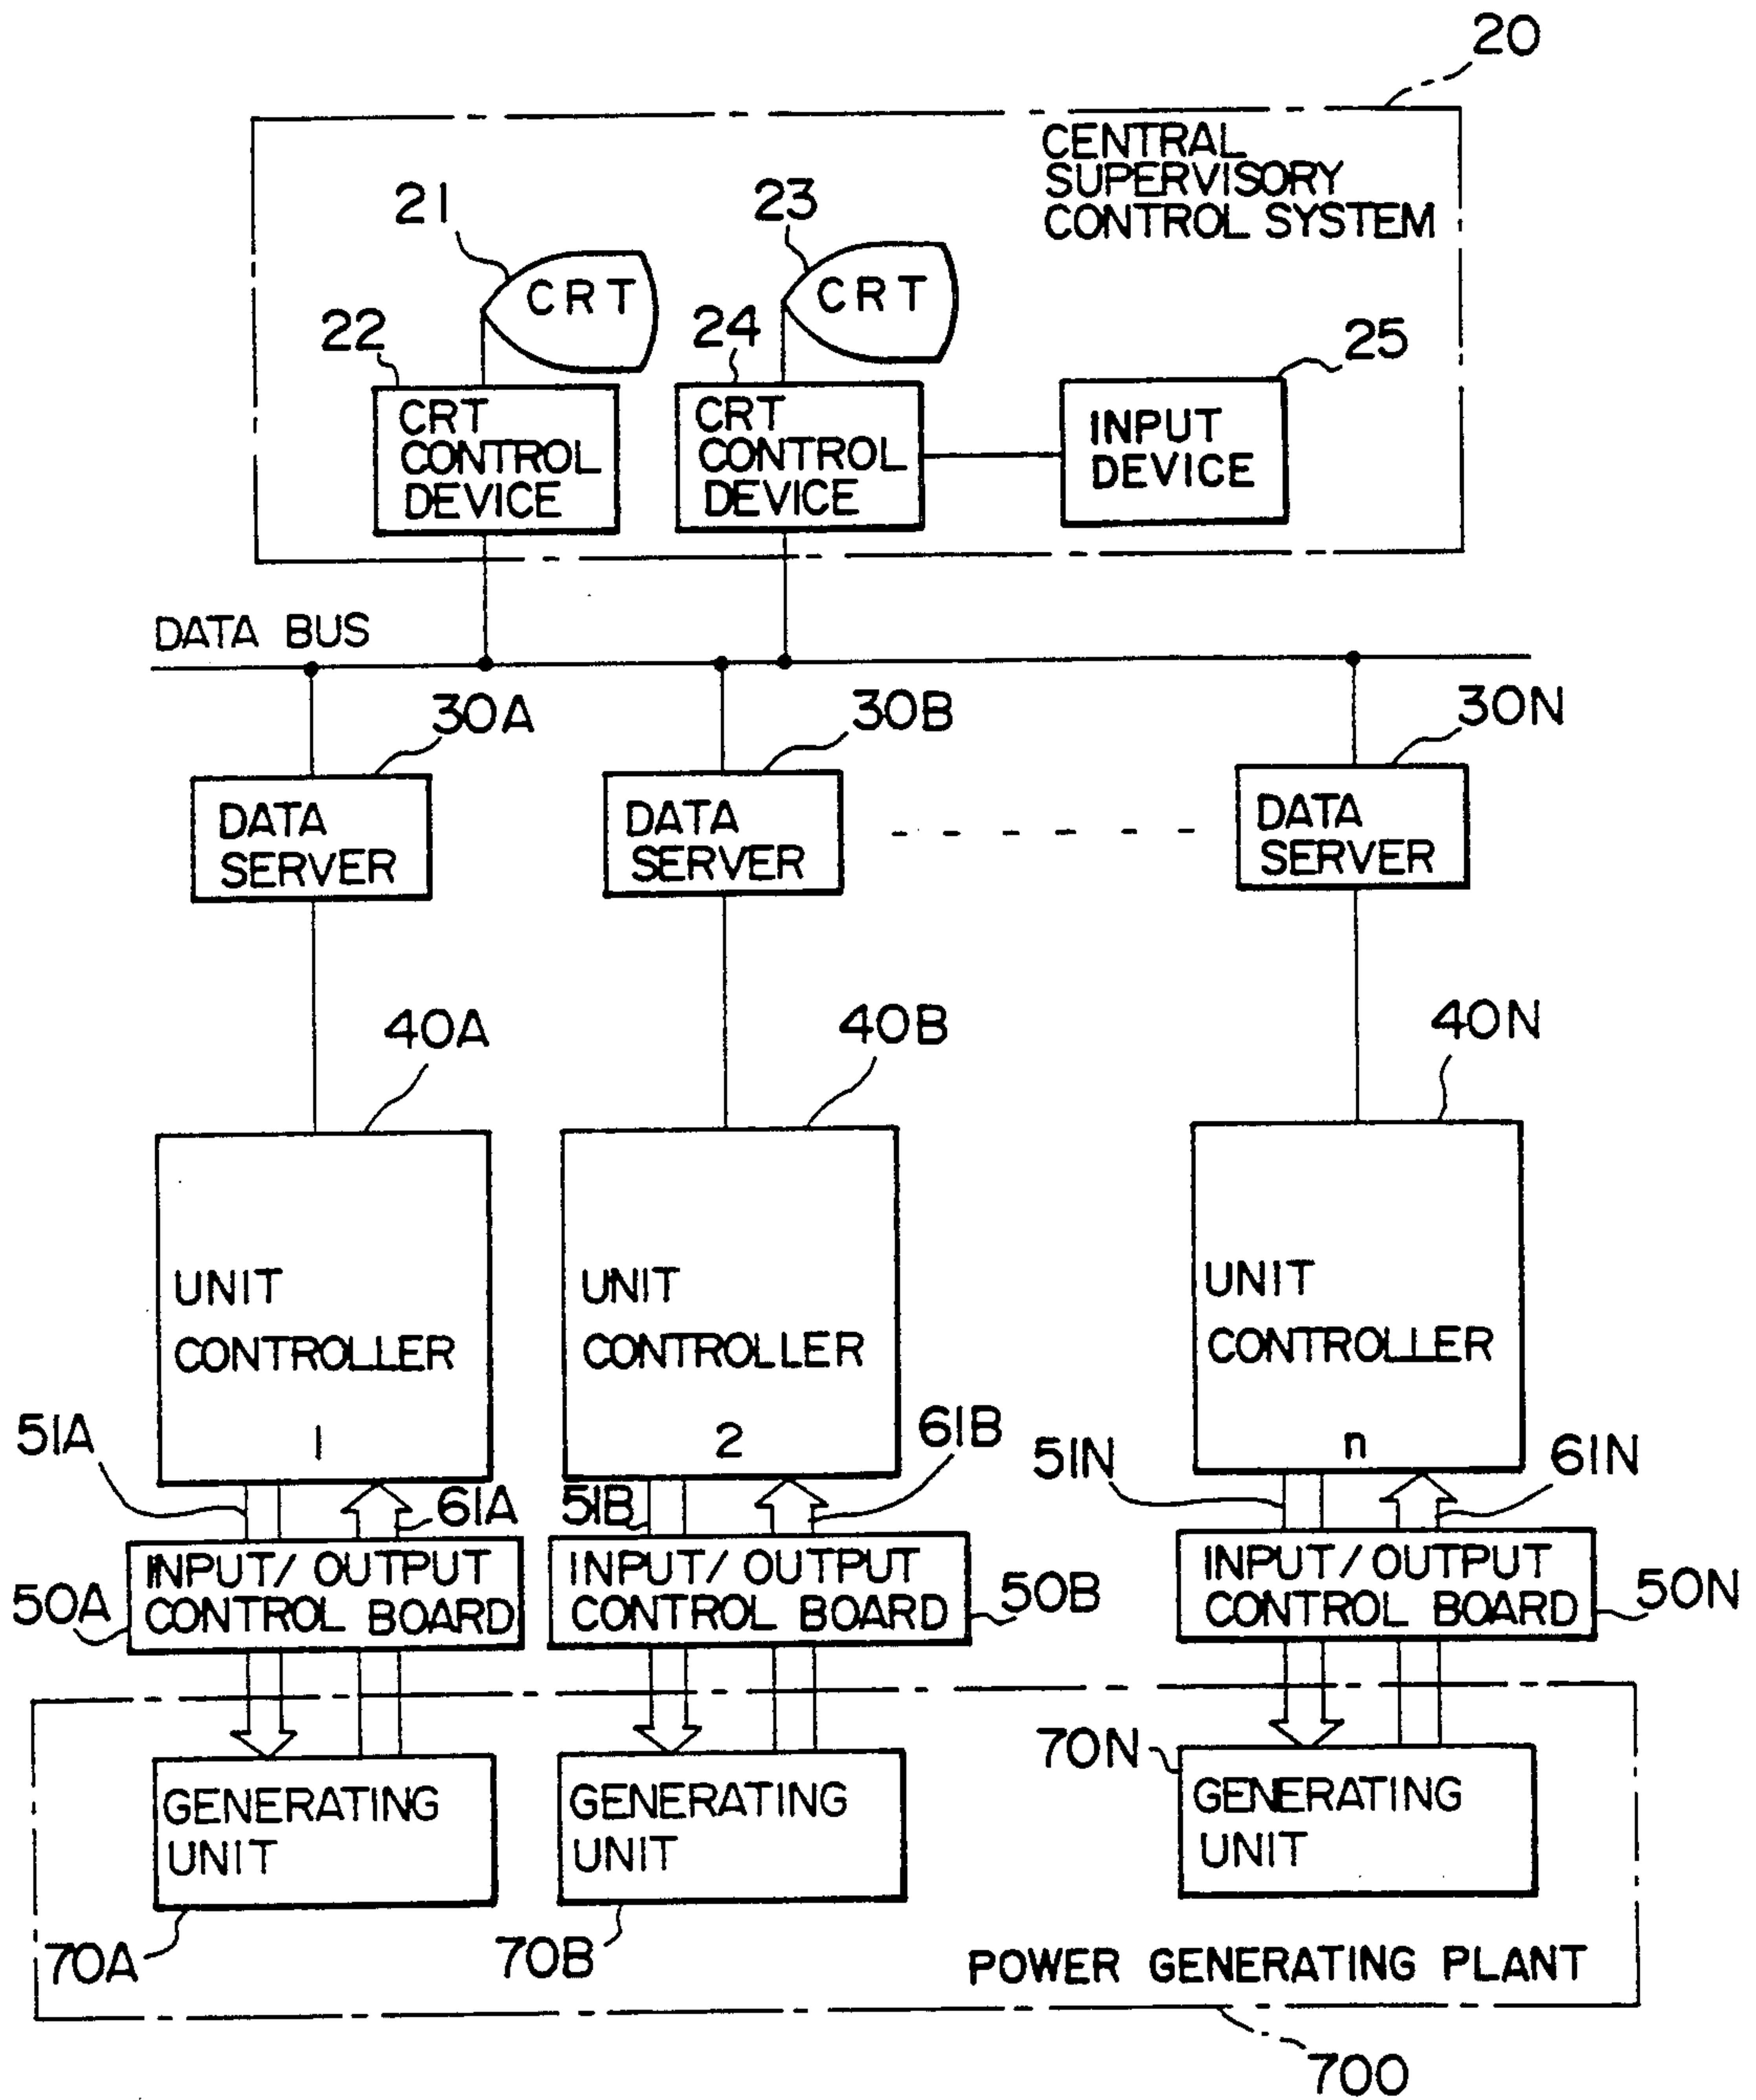 20
CENTRAL
SUPERVISORY
CONTROL SYSTEM
21
23
CRT
CRT
22
24
25
CRT
CONTROL
DEVICE
CRT
CONTROL
DEVICE
INPUT
DEVICE
DATA BUS
30A
30B
30N
DATA
SERVER
DATA
SERVER
DATA
SERVER
40A
40B
40N
UNIT
CONTROLLER
1
UNIT
CONTROLLER
2
UNIT
CONTROLLER
n
51A
61A
51B
61B
51N
61N
INPUT/OUTPUT
CONTROL BOARD
INPUT/OUTPUT
CONTROL BOARD
INPUT/OUTPUT
CONTROL BOARD
50A
50B
50N
GENERATING
UNIT
GENERATING
UNIT
70N
GENERATING
UNIT
70A
70B
POWER GENERATING PLANT
700